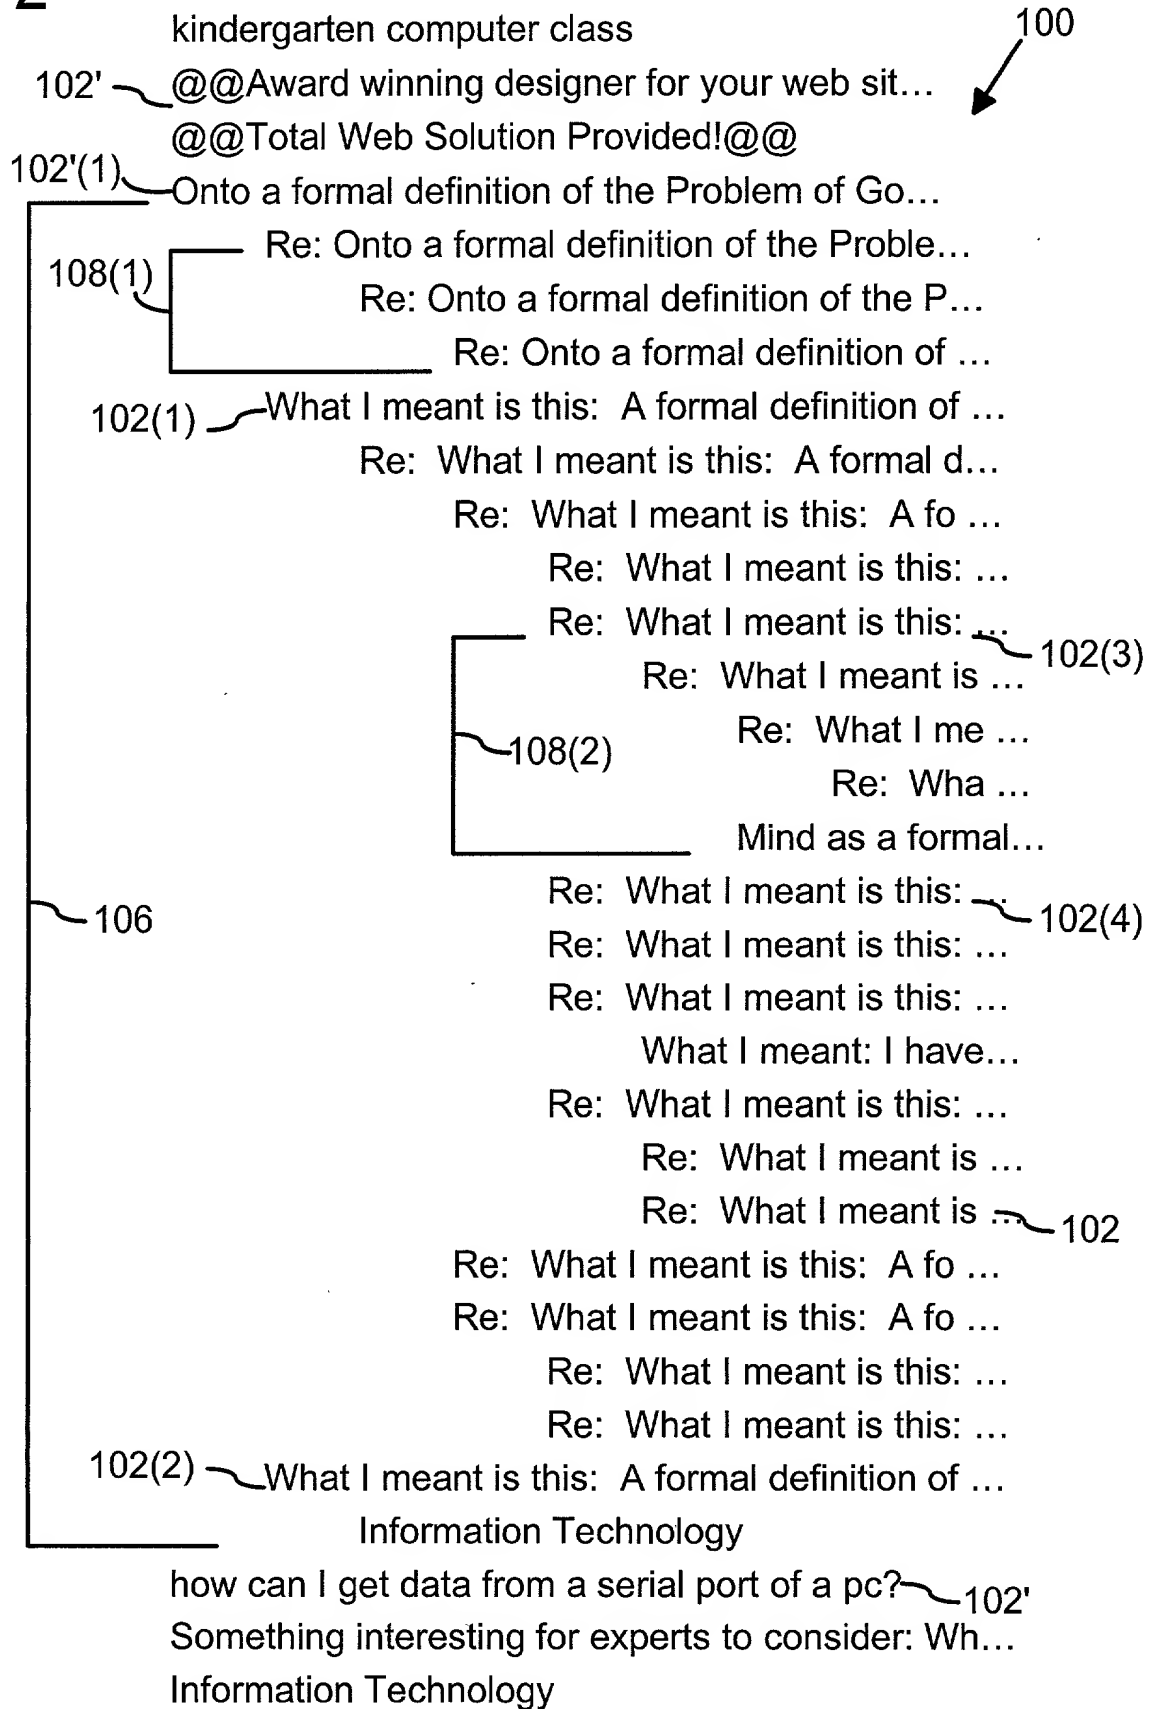 2
kindergarten computer class
100
102' @@Award winning designer for your web sit...
@@Total Web Solution Provided!@@
102'(1) Onto a formal definition of the Problem of Go...
Re: Onto a formal definition of the Proble...
108(1)
Re: Onto a formal definition of the P...
Re: Onto a formal definition of ...
102(1) What I meant is this: A formal definition of ...
Re: What I meant is this: A formal d...
Re: What I meant is this: A fo ...
Re: What I meant is this: ...
Re: What I meant is this: ...
102(3)
Re: What I meant is ...
Re: What I me ...
108(2)
Re: Wha ...
Mind as a formal...
Re: What I meant is this: ...
106
102(4)
Re: What I meant is this: ...
Re: What I meant is this: ...
What I meant: I have...
Re: What I meant is this: ...
Re: What I meant is ...
Re: What I meant is ... 102
Re: What I meant is this: A fo ...
Re: What I meant is this: A fo ...
Re: What I meant is this: ...
Re: What I meant is this: ...
102(2) What I meant is this: A formal definition of ...
Information Technology
how can I get data from a serial port of a pc? 102'
Something interesting for experts to consider: Wh...
Information Technology